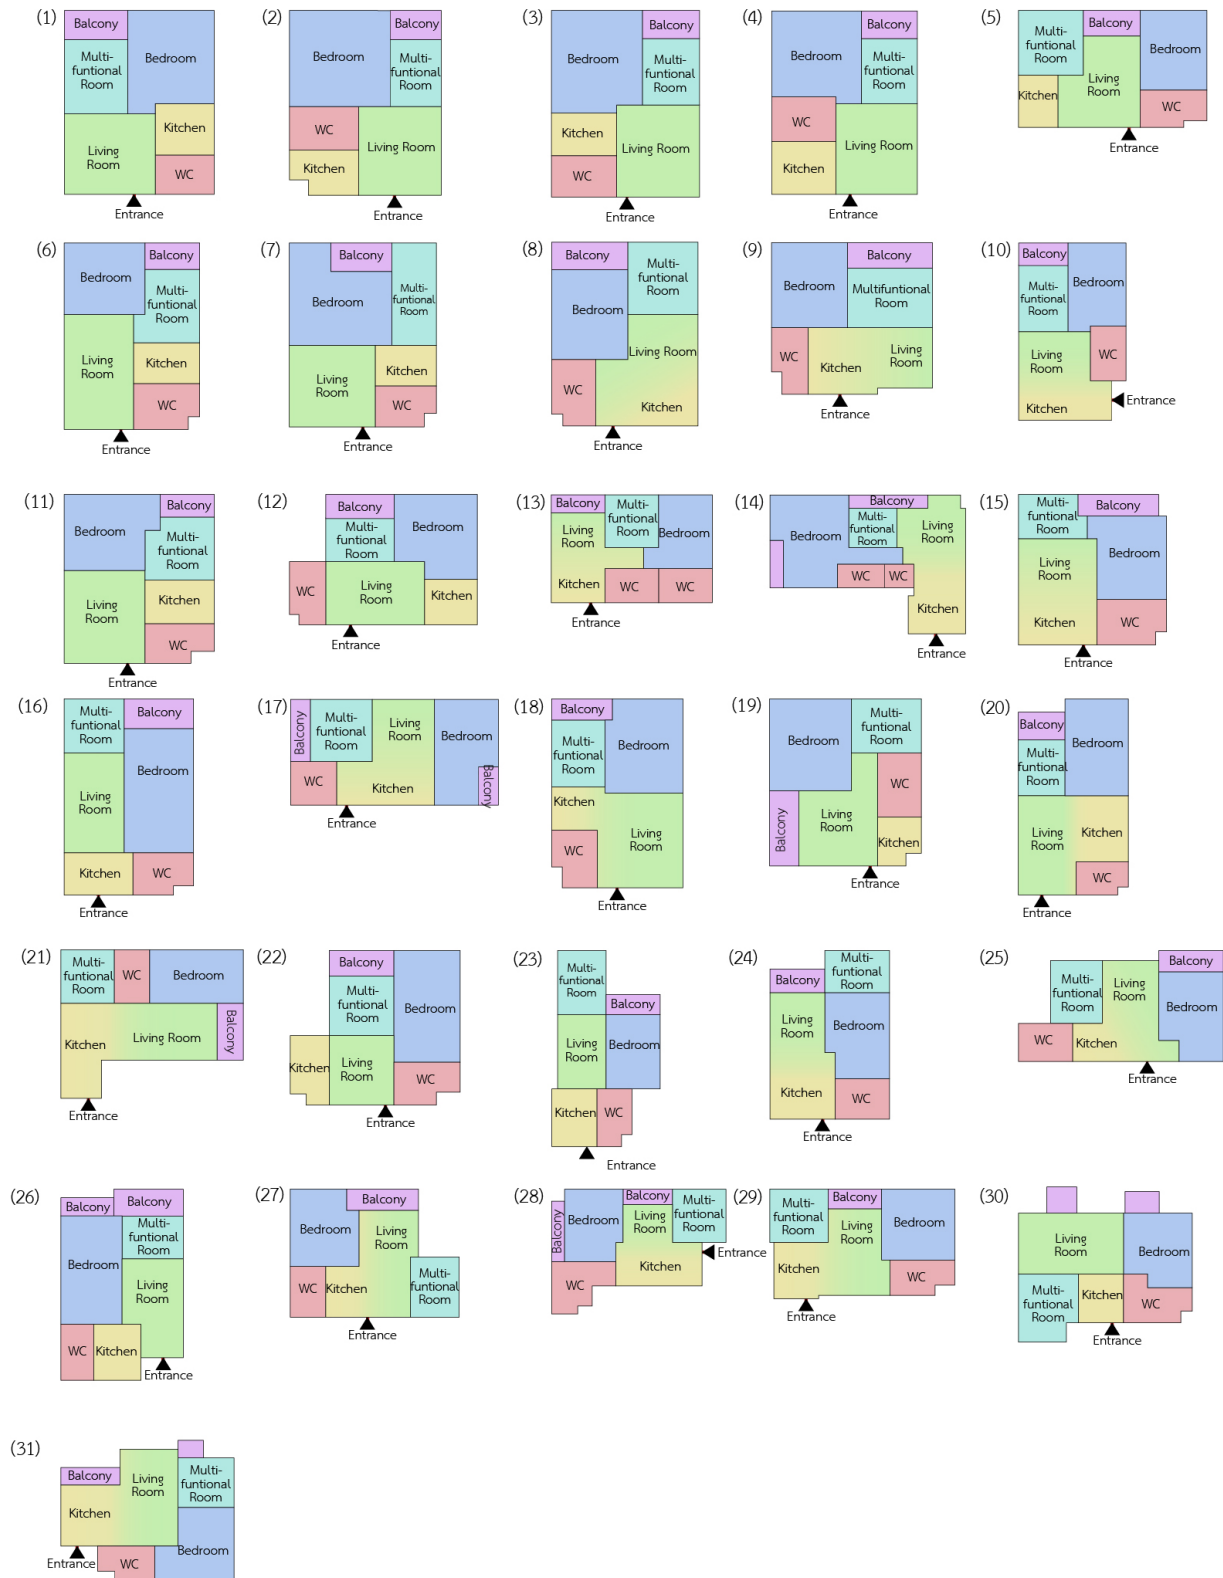 (1)
Balcony
Multi-
funtional
Room
Bedroom
Living
Room
Kitchen
WC
Entrance
(2)
Bedroom
Balcony
Multi-
funtional
Room
WC
Living Room
Kitchen
Entrance
(3)
Balcony
Bedroom
Multi-
funtional
Room
Kitchen
Living
Room
WC
Entrance
(4)
Balcony
Bedroom
Multi-
funtional
Room
WC
Living Room
Kitchen
Entrance
(5)
Multi-
funtional
Room
Balcony
Bedroom
Living
Room
Kitchen
WC
Entrance
(6)
Balcony
Bedroom
Multi-
funtional
Room
Living
Room
Kitchen
WC
Entrance
(7)
Balcony
Bedroom
Multi-
funtional
Room
Living
Room
Kitchen
WC
Entrance
(8)
Balcony
Multi-
funtional
Room
Bedroom
Living Room
WC
Kitchen
Entrance
(9)
Bedroom
Balcony
Multifuntional
Room
WC
Kitchen
Living
Room
Entrance
(10)
Balcony
Bedroom
Multi-
funtional
Room
Living
Room
WC
Kitchen
Entrance
(11)
Balcony
Bedroom
Multi-
funtional
Room
Living
Room
Kitchen
WC
Entrance
(12)
Balcony
Multi-
funtional
Room
Bedroom
WC
Living
Room
Kitchen
Entrance
(13)
Balcony
Multi-
funtional
Room
Living
Room
Bedroom
Kitchen
WC
WC
Entrance
(14)
Balcony
Bedroom
Multi-
funtional
Room
Living
Room
WC
WC
Kitchen
Entrance
(15)
Multi-
funtional
Room
Balcony
Bedroom
Living
Room
Kitchen
WC
Entrance
(16)
Multi-
funtional
Room
Balcony
Bedroom
Living
Room
Kitchen
WC
Entrance
(17)
Balcony
Multi-
funtional
Room
Living
Room
Bedroom
WC
Kitchen
Balcony
Entrance
(18)
Balcony
Multi-
funtional
Room
Bedroom
Kitchen
WC
Living
Room
Entrance
(19)
Bedroom
Multi-
funtional
Room
WC
Balcony
Living
Room
Kitchen
Entrance
(20)
Balcony
Bedroom
Multi-
funtional
Room
Living
Room
Kitchen
WC
Entrance
(21)
Multi-
funtional
Room
WC
Bedroom
Kitchen
Living Room
Balcony
Entrance
(22)
Balcony
Multi-
funtional
Room
Bedroom
Kitchen
Living
Room
WC
Entrance
(23)
Multi-
funtional
Room
Balcony
Living
Room
Bedroom
Kitchen
WC
Entrance
(24)
Balcony
Multi-
funtional
Room
Living
Room
Bedroom
Kitchen
WC
Entrance
(25)
Balcony
Multi-
funtional
Room
Living
Room
Bedroom
WC
Kitchen
Entrance
(26)
Balcony
Balcony
Multi-
funtional
Room
Bedroom
Living
Room
WC
Kitchen
Entrance
(27)
Balcony
Bedroom
Living
Room
WC
Kitchen
Multi-
funtional
Room
Entrance
(28)
Balcony
Bedroom
Balcony
Living
Room
Multi-
funtional
Room
Entrance
WC
Kitchen
(29)
Multi-
funtional
Room
Balcony
Living
Room
Bedroom
Kitchen
WC
Entrance
(30)
Living
Room
Bedroom
Multi-
funtional
Room
Kitchen
WC
Entrance
(31)
Balcony
Living
Room
Multi-
funtional
Room
Kitchen
Bedroom
Entrance
WC